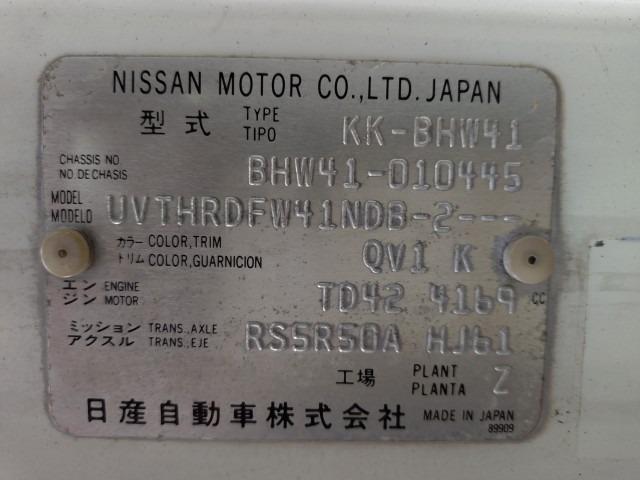 NISSAN MOTOR CO.,LTD. JAPAN
型式 TYPE TIPO KK-BHW41
CHASSIS NO. NO. DE CHASIS BHW41-010445
MODEL MODELO UVTHRDFW41NDB-2---
カラー COLOR,TRIM QV1 K
トリム COLOR,GUARNICION
エンジン ENGINE MOTOR TD42 4169 CC
ミッション TRANS.,AXLE RS5R50A HJ61
アクスル TRANS.,EJE
工場 PLANT PLANTA Z
日産自動車株式会社 MADE IN JAPAN
89909